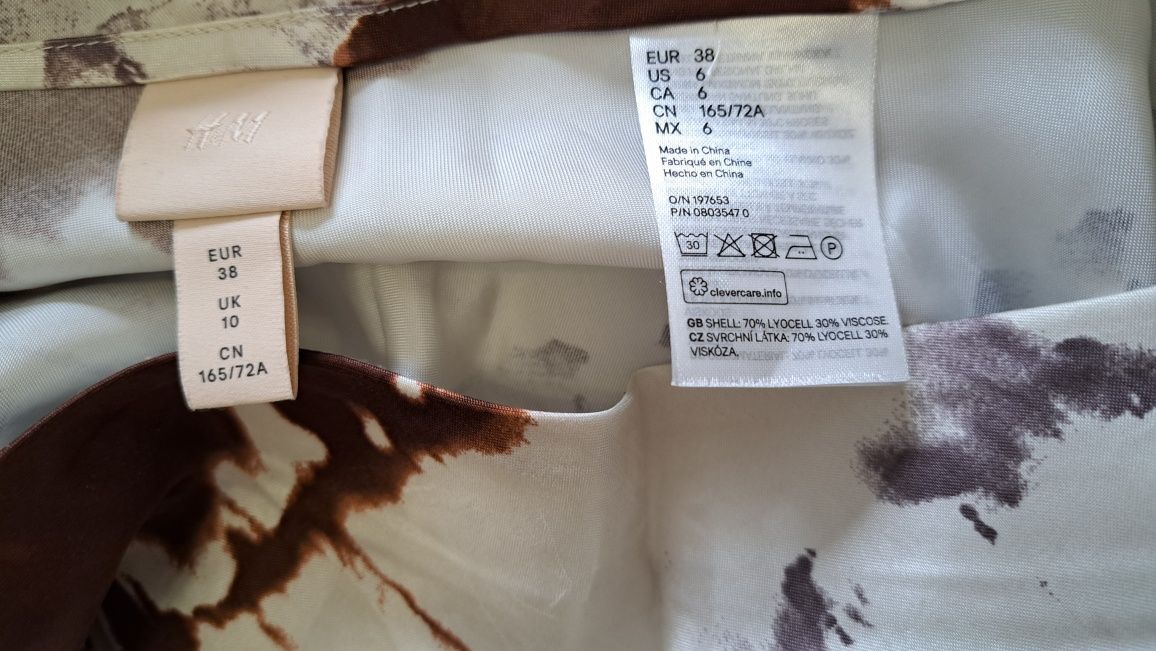 H&M
EUR
38
UK
10
CN
165/72A
EUR 38
US 6
CA 6
CN 165/72A
MX 6
Made in China
Fabriqué en Chine
Hecho en China
O/N 197653
P/N 0803547 0
30
P
clevercare.info
GB SHELL: 70% LYOCELL 30% VISCOSE.
CZ SVRCHNÍ LÁTKA: 70% LYOCELL 30%
VISKÓZA.